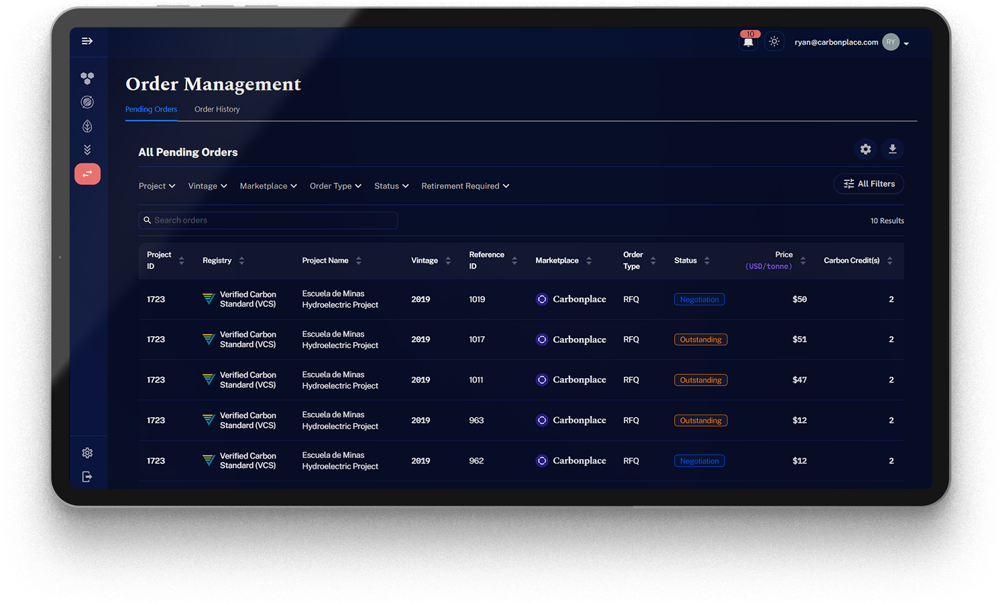 10
ryan@carbonplace.com RY
Order Management
Pending Orders Order History
All Pending Orders
Project Vintage Marketplace Order Type Status Retirement Required All Filters
Search orders 10 Results
Project ID Registry Project Name Vintage Reference ID Marketplace Order Type Status Price (USD/tonne) Carbon Credit(s)
1723 Verified Carbon Standard (VCS) Escuela de Minas Hydroelectric Project 2019 1019 Carbonplace RFQ Negotiation $50 2
1723 Verified Carbon Standard (VCS) Escuela de Minas Hydroelectric Project 2019 1017 Carbonplace RFQ Outstanding $51 2
1723 Verified Carbon Standard (VCS) Escuela de Minas Hydroelectric Project 2019 1011 Carbonplace RFQ Outstanding $47 2
1723 Verified Carbon Standard (VCS) Escuela de Minas Hydroelectric Project 2019 963 Carbonplace RFQ Outstanding $12 2
1723 Verified Carbon Standard (VCS) Escuela de Minas Hydroelectric Project 2019 962 Carbonplace RFQ Negotiation $12 2